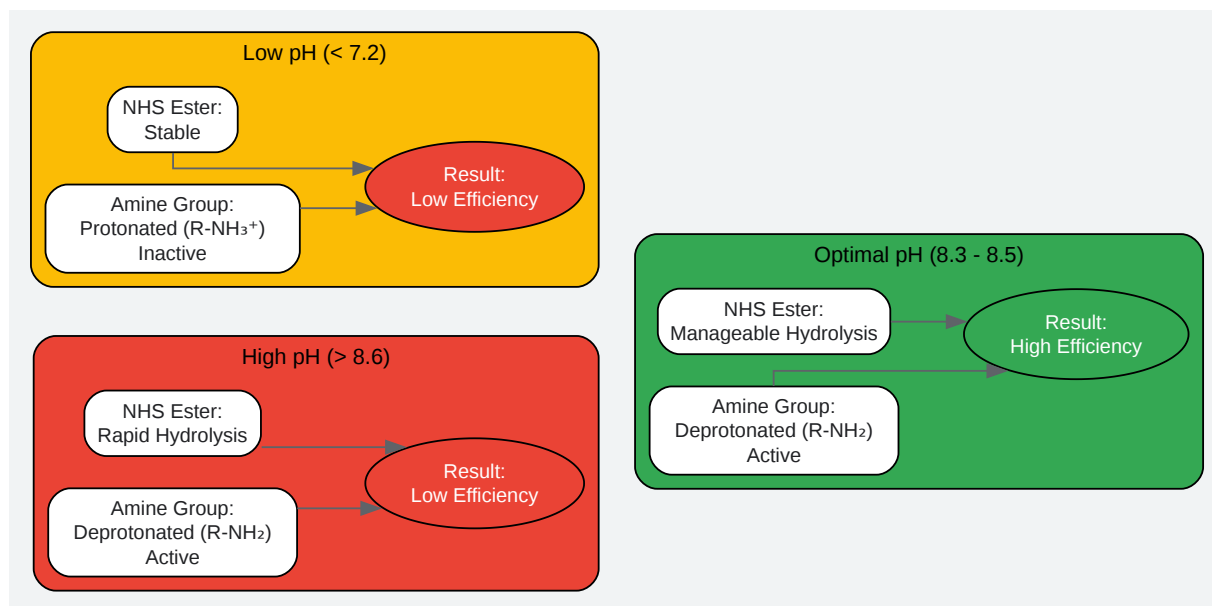 Low pH (< 7.2)
NHS Ester:
Stable
Amine Group:
Protonated (R-NH₃⁺)
Inactive
Result:
Low Efficiency
High pH (> 8.6)
NHS Ester:
Rapid Hydrolysis
Amine Group:
Deprotonated (R-NH₂)
Active
Result:
Low Efficiency
Optimal pH (8.3 - 8.5)
NHS Ester:
Manageable Hydrolysis
Amine Group:
Deprotonated (R-NH₂)
Active
Result:
High Efficiency